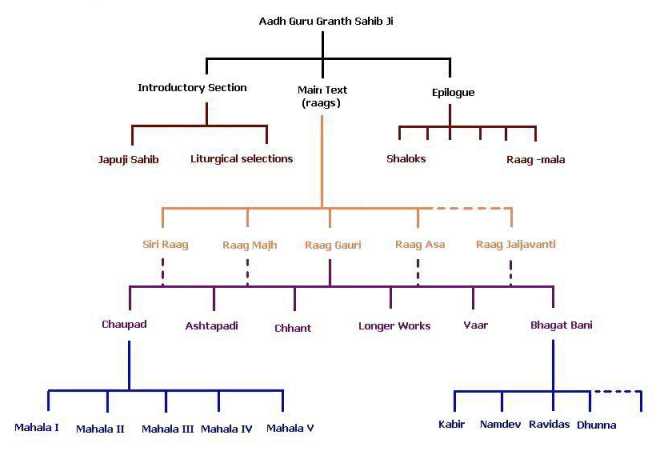 Aadh Guru Granth Sahib Ji
Introductory Section
Main Text
(raags)
Epilogue
Japuji Sahib
Liturgical selections
Shaloks
Raag -mala
Siri Raag
Raag Majh
Raag Gauri
Raag Asa
Raag Jaijavanti
Chaupad
Ashtapadi
Chhant
Longer Works
Vaar
Bhagat Bani
Mahala I
Mahala II
Mahala III
Mahala IV
Mahala V
Kabir
Namdev
Ravidas
Dhunna